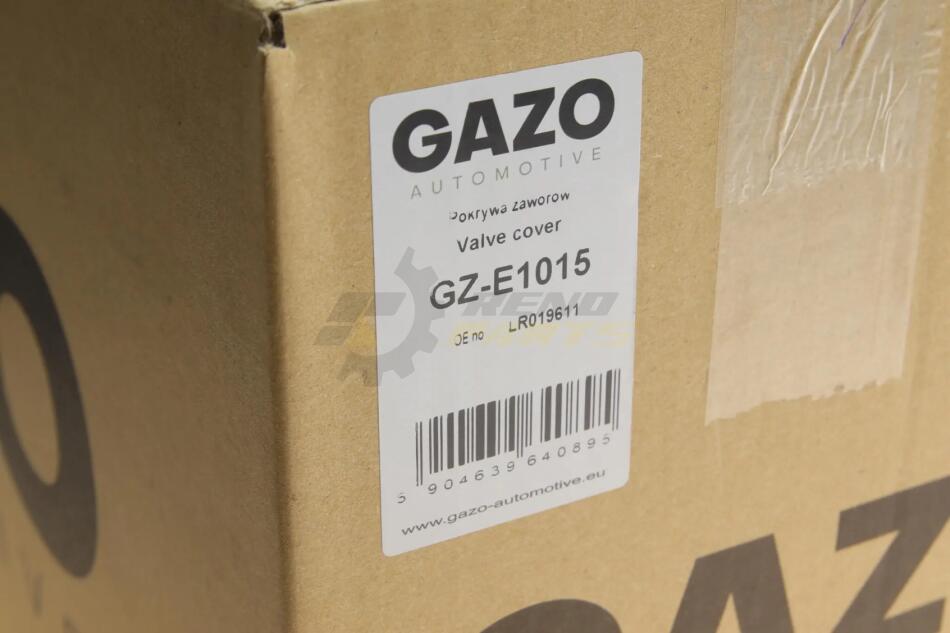 GAZO
AUTOMOTIVE
Pokrywa zaworów
Valve cover
GZ-E1015
OE no LR019611
5 904639 640895
www.gazo-automotive.eu
RENO
PARTS
GAZ